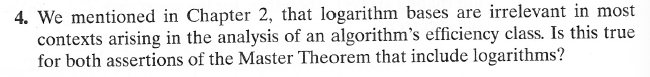 4. We mentioned in Chapter 2, that logarithm bases are irrelevant in most
contexts arising in the analysis of an algorithm's efficiency class. Is this true
for both assertions of the Master Theorem that include logarithms?